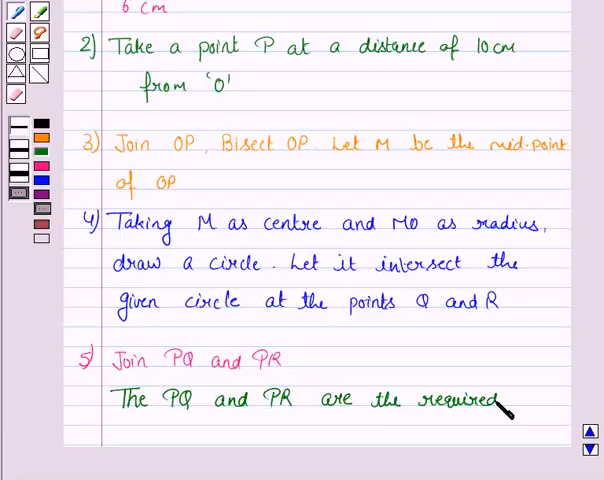 6 cm
2) Take a point P at a distance of 10 cm
from 'O'
3) Join OP, Bisect OP. Let M be the mid-point
of OP
4) Taking M as centre and MO as radius,
draw a circle. Let it intersect the
given circle at the points Q and R
5) Join PQ and PR
The PQ and PR are the required